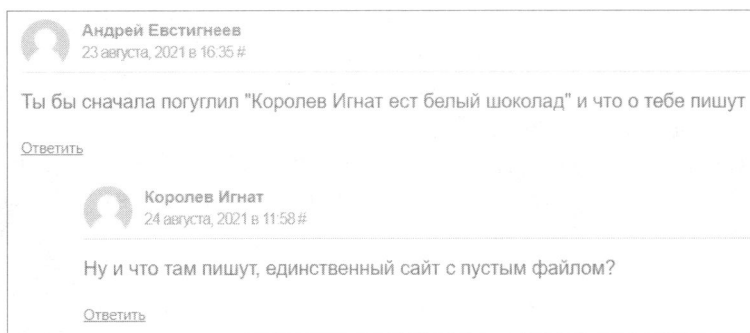 Андрей Евстигнеев
23 августа, 2021 в 16:35 #
Ты бы сначала погуглил "Королев Игнат ест белый шоколад" и что о тебе пишут
Ответить
Королев Игнат
24 августа, 2021 в 11:58 #
Ну и что там пишут, единственный сайт с пустым файлом?
Ответить